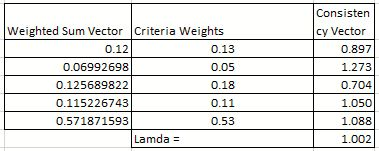 Weighted Sum Vector Criteria Weights Consisten
cy Vector
0.12 0.13 0.897
0.06992698 0.05 1.273
0.125689822 0.18 0.704
0.115226743 0.11 1.050
0.571871593 0.53 1.088
Lamda = 1.002